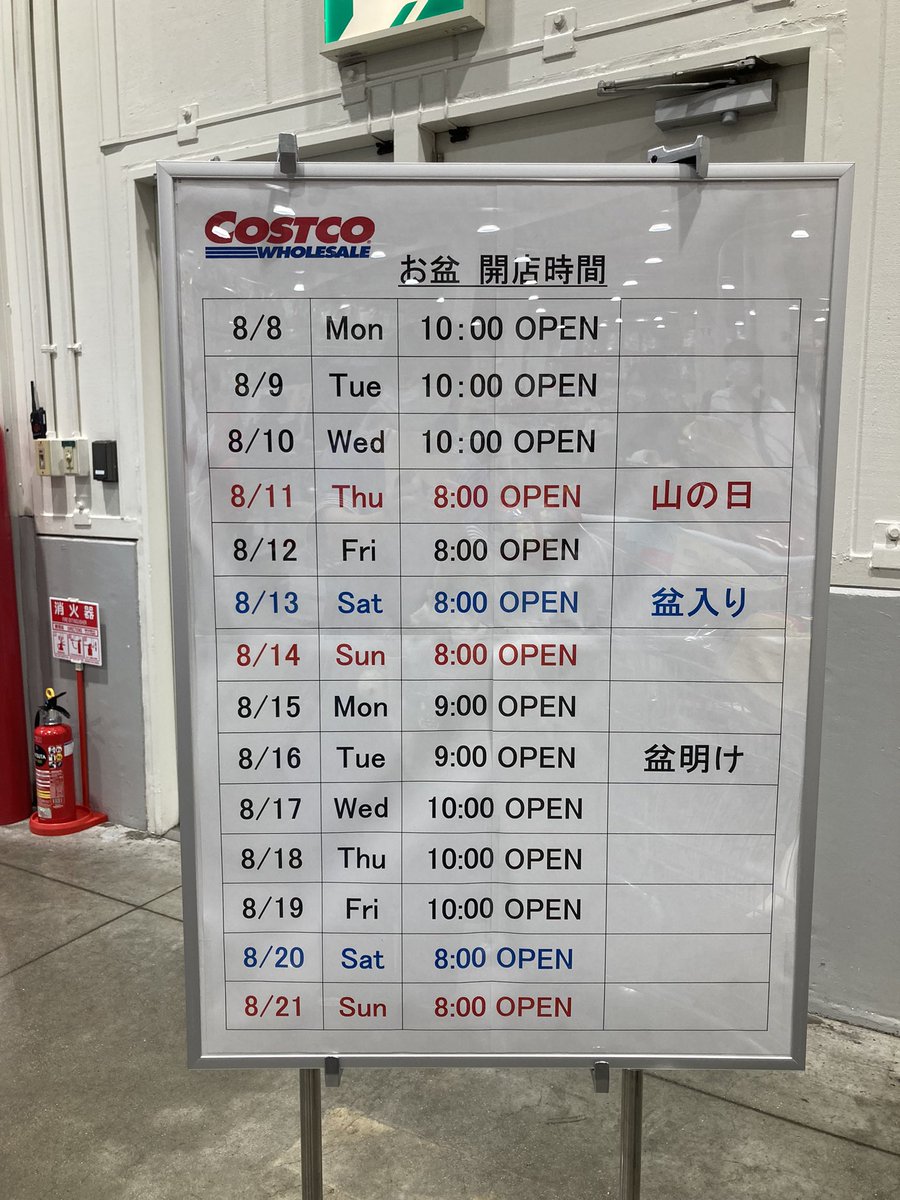 COSTCO
WHOLESALE
お盆 開店時間
8/8 Mon 10:00 OPEN
8/9 Tue 10:00 OPEN
8/10 Wed 10:00 OPEN
8/11 Thu 8:00 OPEN 山の日
8/12 Fri 8:00 OPEN
8/13 Sat 8:00 OPEN 盆入り
8/14 Sun 8:00 OPEN
8/15 Mon 9:00 OPEN
8/16 Tue 9:00 OPEN 盆明け
8/17 Wed 10:00 OPEN
8/18 Thu 10:00 OPEN
8/19 Fri 10:00 OPEN
8/20 Sat 8:00 OPEN
8/21 Sun 8:00 OPEN
消火器
FIRE EXTINGUISHER